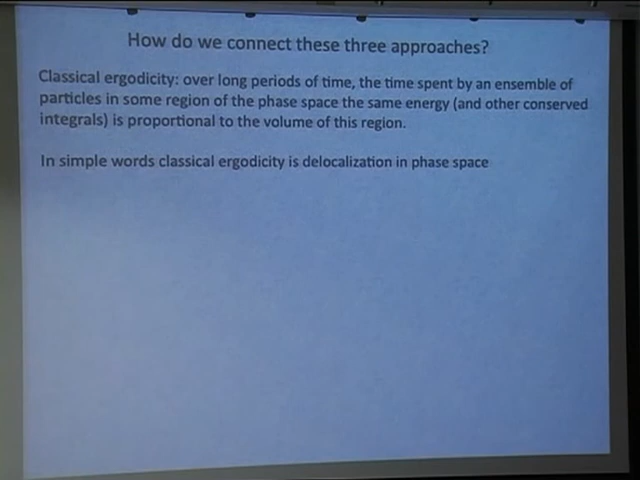 How do we connect these three approaches?
Classical ergodicity: over long periods of time, the time spent by an ensemble of
particles in some region of the phase space the same energy (and other conserved
integrals) is proportional to the volume of this region.
In simple words classical ergodicity is delocalization in phase space